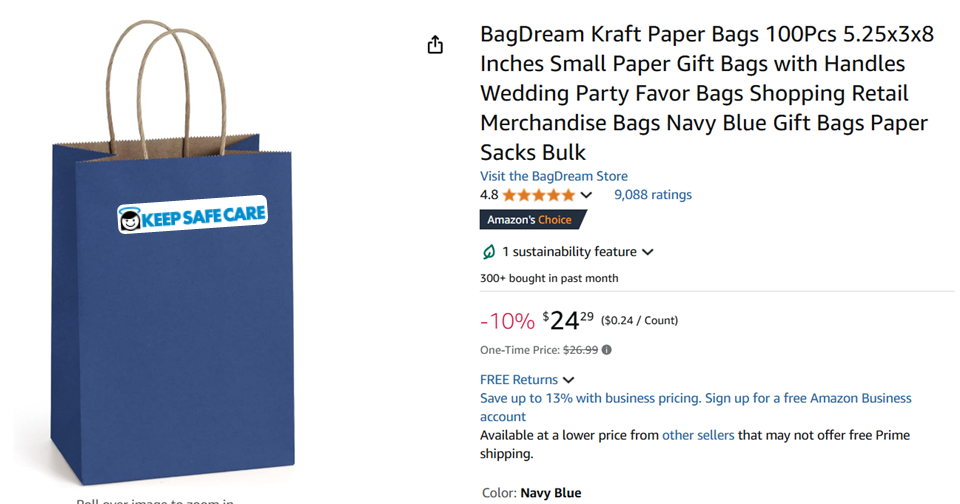 KEEP SAFE CARE
BagDream Kraft Paper Bags 100Pcs 5.25x3x8
Inches Small Paper Gift Bags with Handles
Wedding Party Favor Bags Shopping Retail
Merchandise Bags Navy Blue Gift Bags Paper
Sacks Bulk
Visit the BagDream Store
4.8 9,088 ratings
Amazon's Choice
1 sustainability feature
300+ bought in past month
-10% $24.29 ($0.24 / Count)
One-Time Price: $26.99
FREE Returns
Save up to 13% with business pricing. Sign up for a free Amazon Business
account
Available at a lower price from other sellers that may not offer free Prime
shipping.
Color: Navy Blue
Roll over image to zoom in